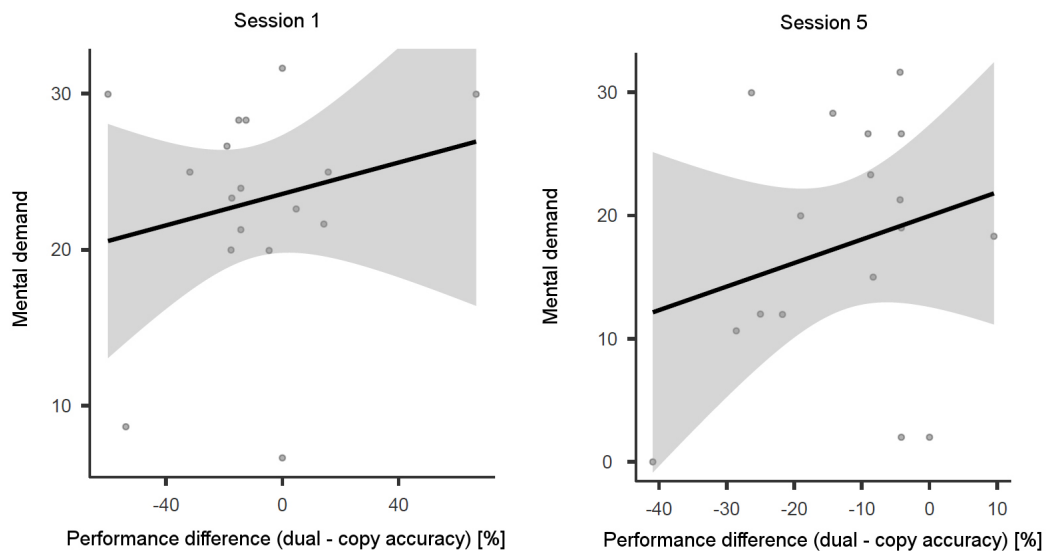 Session 1
Mental demand
30
20
10
-40 0 40
Performance difference (dual - copy accuracy) [%]
Session 5
Mental demand
30
20
10
0
-40 -30 -20 -10 0 10
Performance difference (dual - copy accuracy) [%]